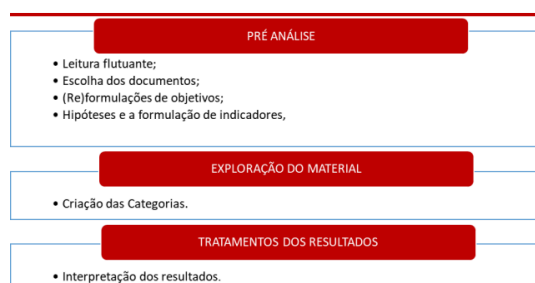 PRÉ ANÁLISE
• Leitura flutuante;
• Escolha dos documentos;
• (Re)formulações de objetivos;
• Hipóteses e a formulação de indicadores,
EXPLORAÇÃO DO MATERIAL
• Criação das Categorias.
TRATAMENTOS DOS RESULTADOS
• Interpretação dos resultados.